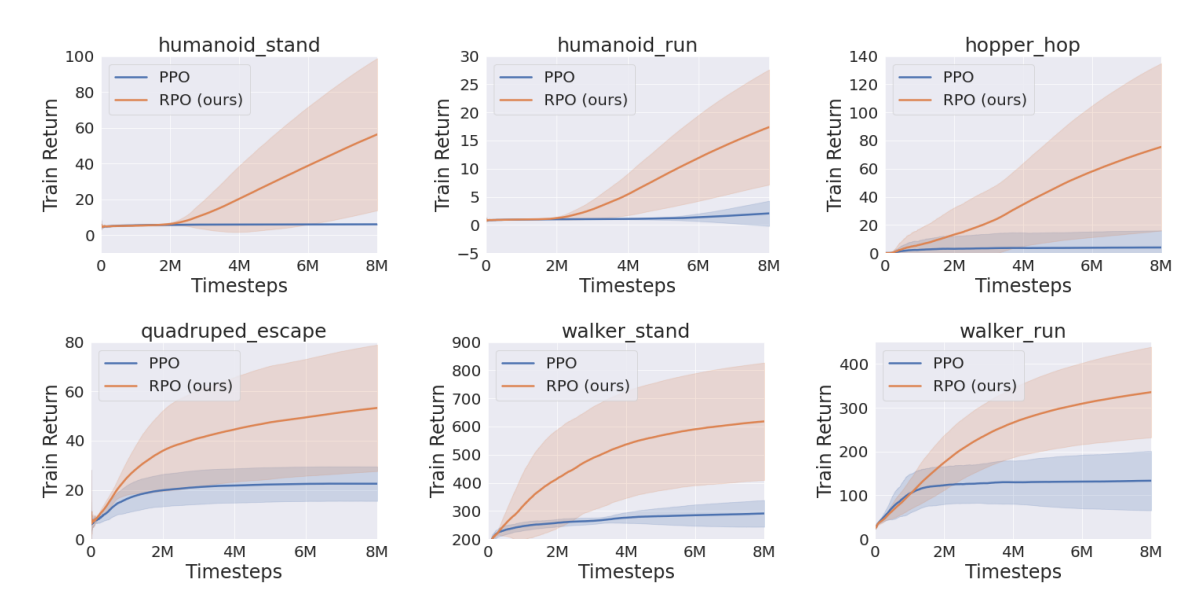 humanoid_stand
100
80
60
40
20
0
Train Return
PPO
RPO (ours)
0 2M 4M 6M 8M
Timesteps
humanoid_run
30
25
20
15
10
5
0
−5
Train Return
PPO
RPO (ours)
0 2M 4M 6M 8M
Timesteps
hopper_hop
140
120
100
80
60
40
20
0
Train Return
PPO
RPO (ours)
0 2M 4M 6M 8M
Timesteps
quadruped_escape
80
60
40
20
0
Train Return
PPO
RPO (ours)
0 2M 4M 6M 8M
Timesteps
walker_stand
900
800
700
600
500
400
300
200
Train Return
PPO
RPO (ours)
0 2M 4M 6M 8M
Timesteps
walker_run
400
300
200
100
0
Train Return
PPO
RPO (ours)
0 2M 4M 6M 8M
Timesteps